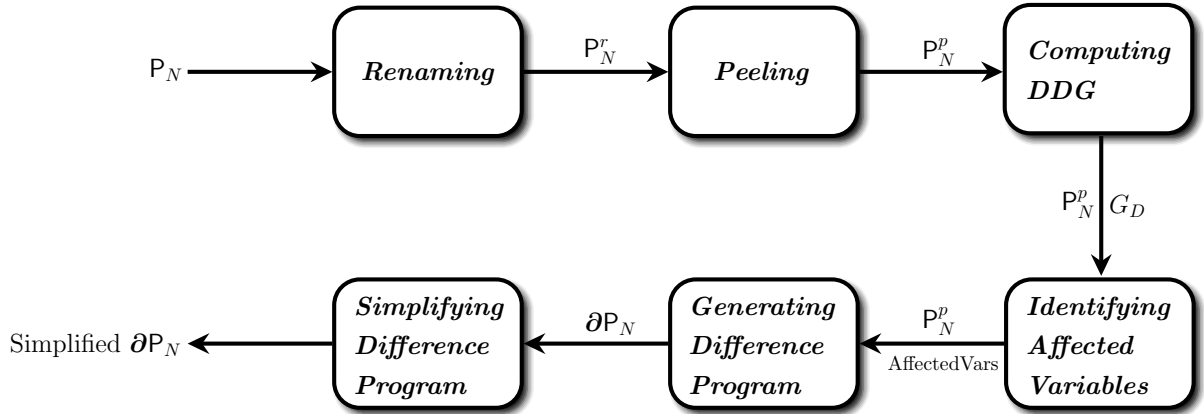 P_N
Renaming
P^r_N
Peeling
P^p_N
Computing
DDG
P^p_N
G_D
Identifying
Affected
Variables
P^p_N
AffectedVars
Generating
Difference
Program
∂P_N
Simplifying
Difference
Program
Simplified ∂P_N